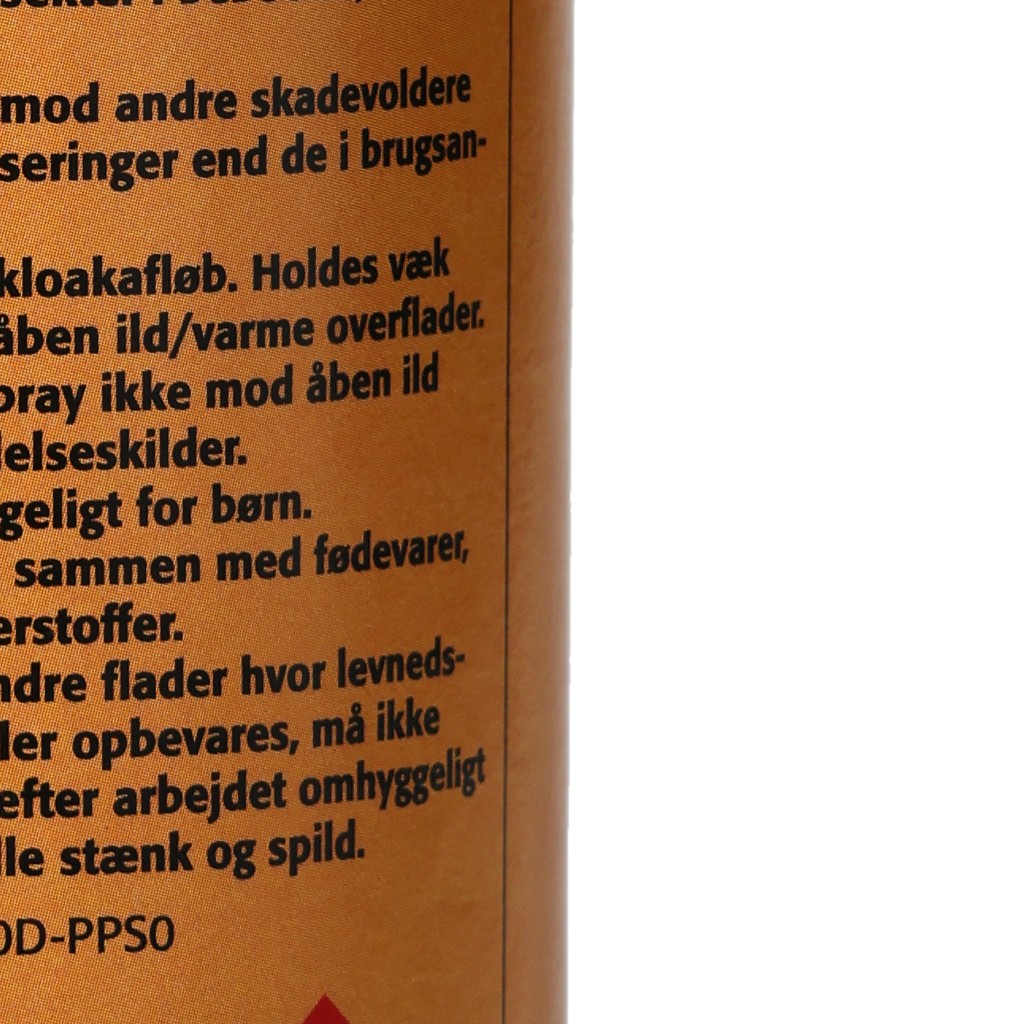 mod andre skadevoldere
seringer end de i brugsan-
kloakafløb. Holdes væk
åben ild/varme overflader.
pray ikke mod åben ild
delseskilder.
geligt for børn.
sammen med fødevarer,
erstoffer.
ndre flader hvor levneds-
ler opbevares, må ikke
efter arbejdet omhyggeligt
lle stænk og spild.
0D-PPS0